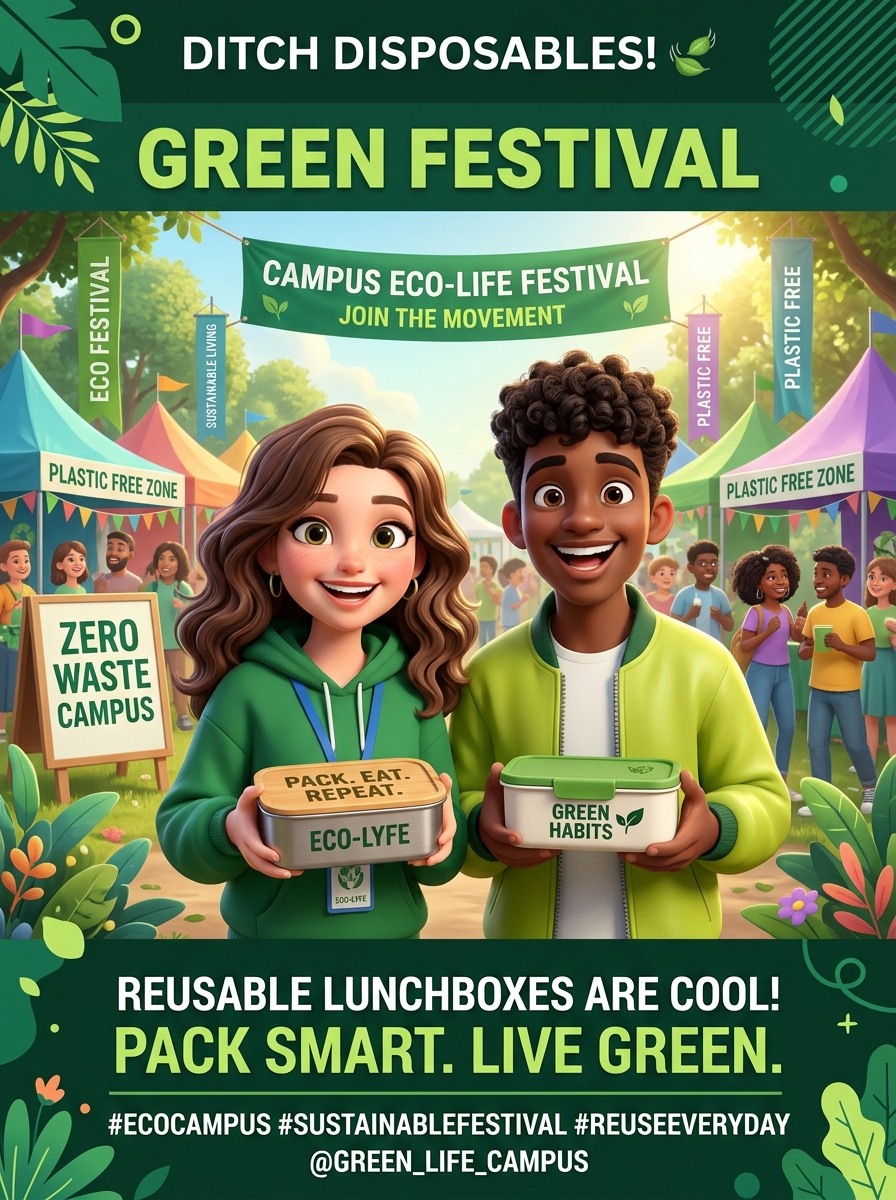 DITCH DISPOSABLES!
GREEN FESTIVAL
CAMPUS ECO-LIFE FESTIVAL
JOIN THE MOVEMENT
ECO FESTIVAL
SUSTAINABLE LIVING
PLASTIC FREE
PLASTIC FREE
PLASTIC FREE ZONE
PLASTIC FREE ZONE
ZERO
WASTE
CAMPUS
PACK. EAT.
REPEAT.
ECO-LYFE
GREEN
HABITS
REUSABLE LUNCHBOXES ARE COOL!
PACK SMART. LIVE GREEN.
#ECOCAMPUS #SUSTAINABLEFESTIVAL #REUSEEVERYDAY
@GREEN_LIFE_CAMPUS